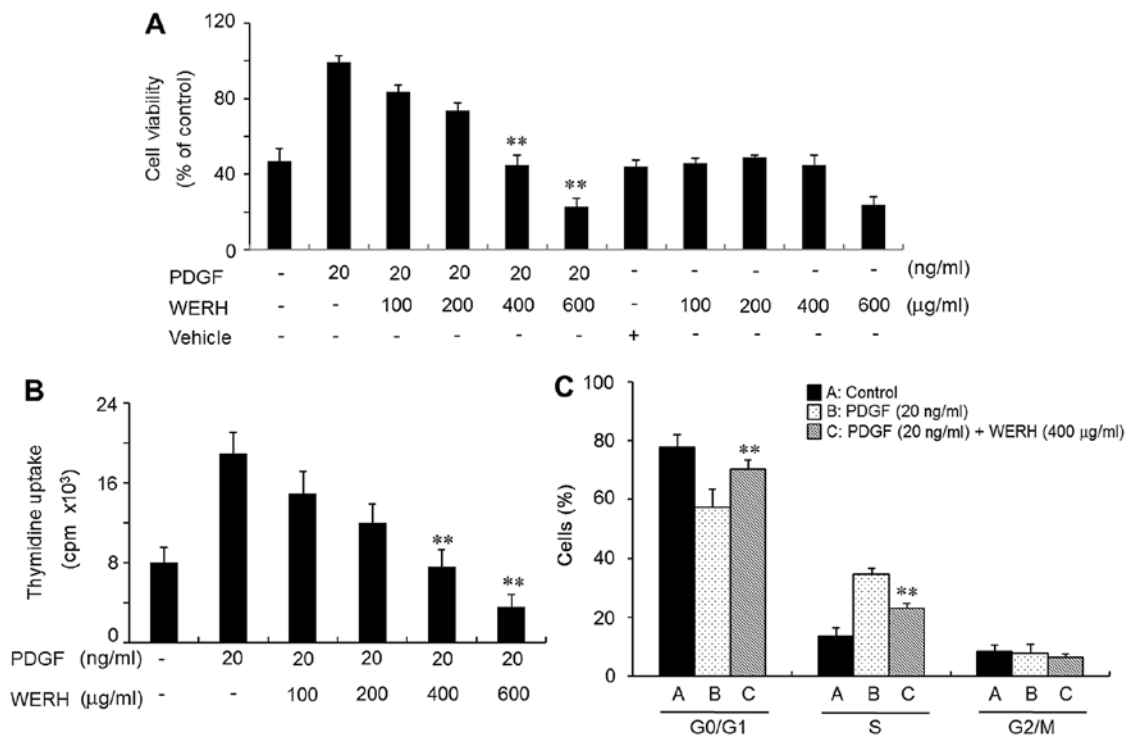 A
120
80
40
0
Cell viability
(% of control)
** **
PDGF - 20 20 20 20 20 - - - - - (ng/ml)
WERH - - 100 200 400 600 - 100 200 400 600 (μg/ml)
Vehicle - - - - - - + - - - -
B
24
16
8
0
Thymidine uptake
(cpm x10³)
** **
PDGF (ng/ml) - 20 20 20 20 20
WERH (μg/ml) - - 100 200 400 600
C
100
80
60
40
20
0
Cells (%)
A: Control
B: PDGF (20 ng/ml)
C: PDGF (20 ng/ml) + WERH (400 μg/ml)
** **
A B C A B C A B C
G0/G1 S G2/M